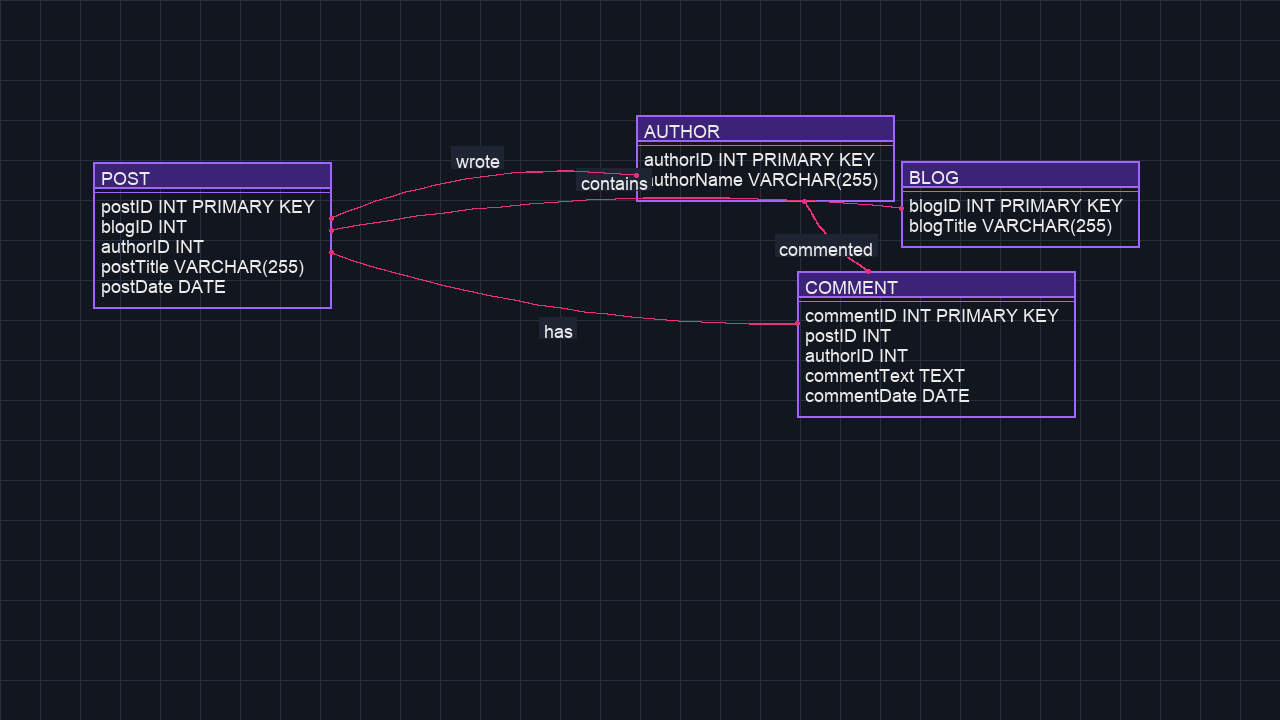 POST
postID INT PRIMARY KEY
blogID INT
authorID INT
postTitle VARCHAR(255)
postDate DATE
wrote
contains
has
AUTHOR
authorID INT PRIMARY KEY
authorName VARCHAR(255)
BLOG
blogID INT PRIMARY KEY
blogTitle VARCHAR(255)
commented
COMMENT
commentID INT PRIMARY KEY
postID INT
authorID INT
commentText TEXT
commentDate DATE